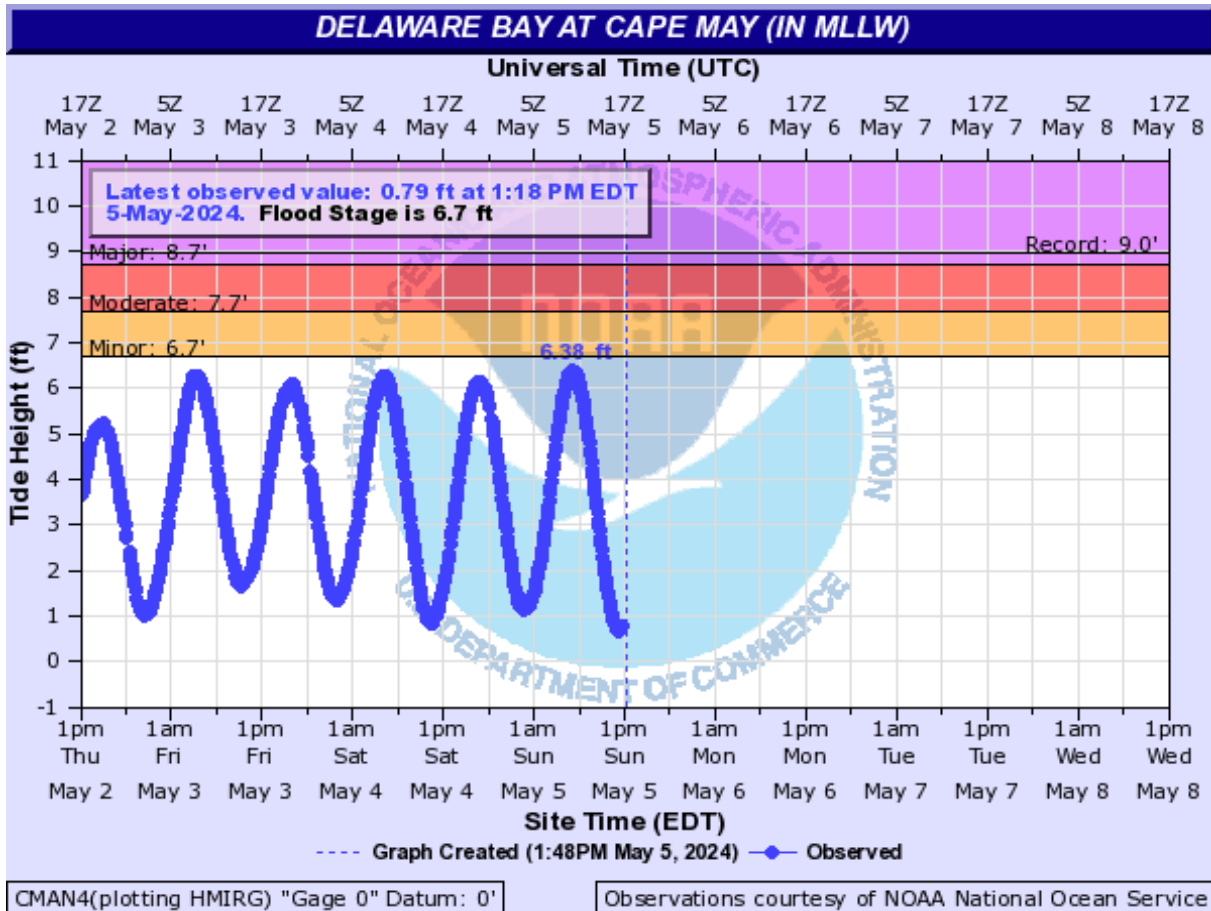 DELAWARE BAY AT CAPE MAY (IN MLLW)
Universal Time (UTC)
17Z 5Z 17Z 5Z 17Z 5Z 17Z 5Z 17Z 5Z 17Z 5Z 17Z
May 2 May 3 May 3 May 4 May 4 May 5 May 5 May 6 May 6 May 7 May 7 May 8 May 8
Latest observed value: 0.79 ft at 1:18 PM EDT
5-May-2024. Flood Stage is 6.7 ft
Record: 9.0'
Major: 8.7'
Moderate: 7.7'
Minor: 6.7'
6.38 ft
NATIONAL OCEANIC AND ATMOSPHERIC ADMINISTRATION
NOAA
U.S. DEPARTMENT OF COMMERCE
Tide Height (ft)
11
10
9
8
7
6
5
4
3
2
1
0
-1
1pm 1am 1pm 1am 1pm 1am 1pm 1am 1pm 1am 1pm 1am 1pm
Thu Fri Fri Sat Sat Sun Sun Mon Mon Tue Tue Wed Wed
May 2 May 3 May 3 May 4 May 4 May 5 May 5 May 6 May 6 May 7 May 7 May 8 May 8
Site Time (EDT)
Graph Created (1:48PM May 5, 2024) Observed
CMAN4(plotting HMIRG) "Gage 0" Datum: 0'
Observations courtesy of NOAA National Ocean Service